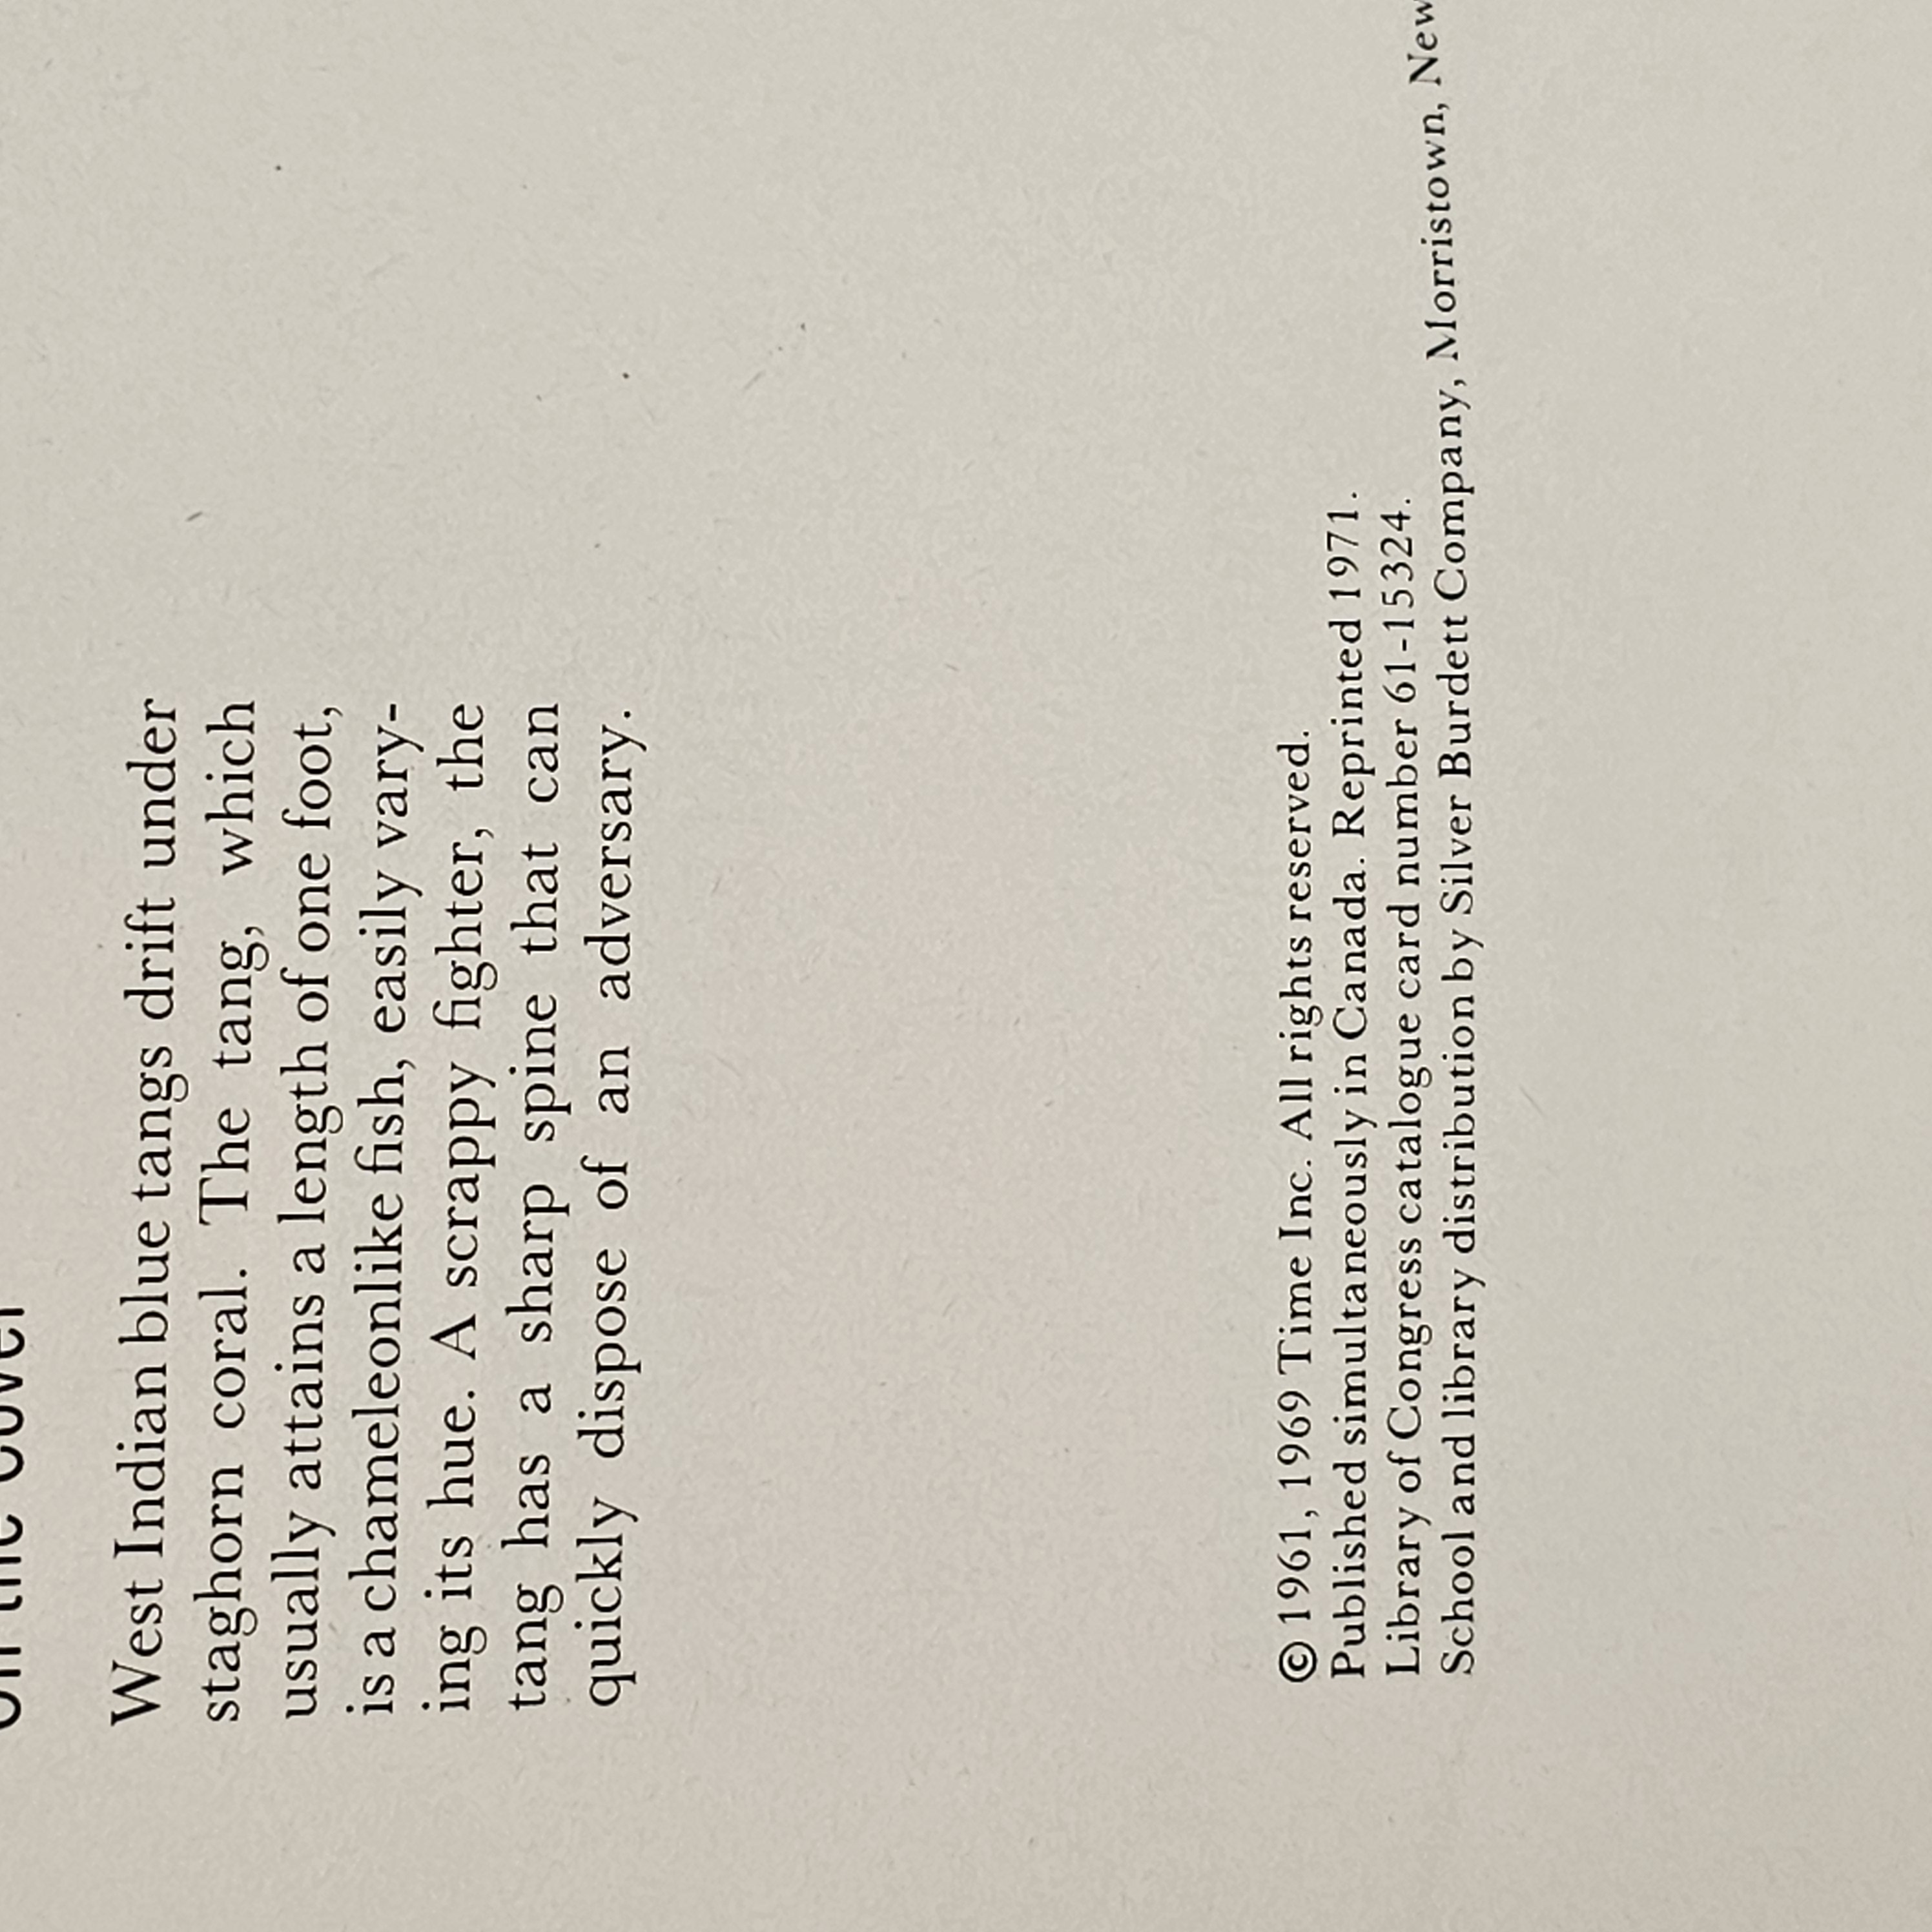 On the Cover
West Indian blue tangs drift under
staghorn coral. The tang, which
usually attains a length of one foot,
is a chameleonlike fish, easily vary-
ing its hue. A scrappy fighter, the
tang has a sharp spine that can
quickly dispose of an adversary.
© 1961, 1969 Time Inc. All rights reserved.
Published simultaneously in Canada. Reprinted 1971.
Library of Congress catalogue card number 61-15324.
School and library distribution by Silver Burdett Company, Morristown, New